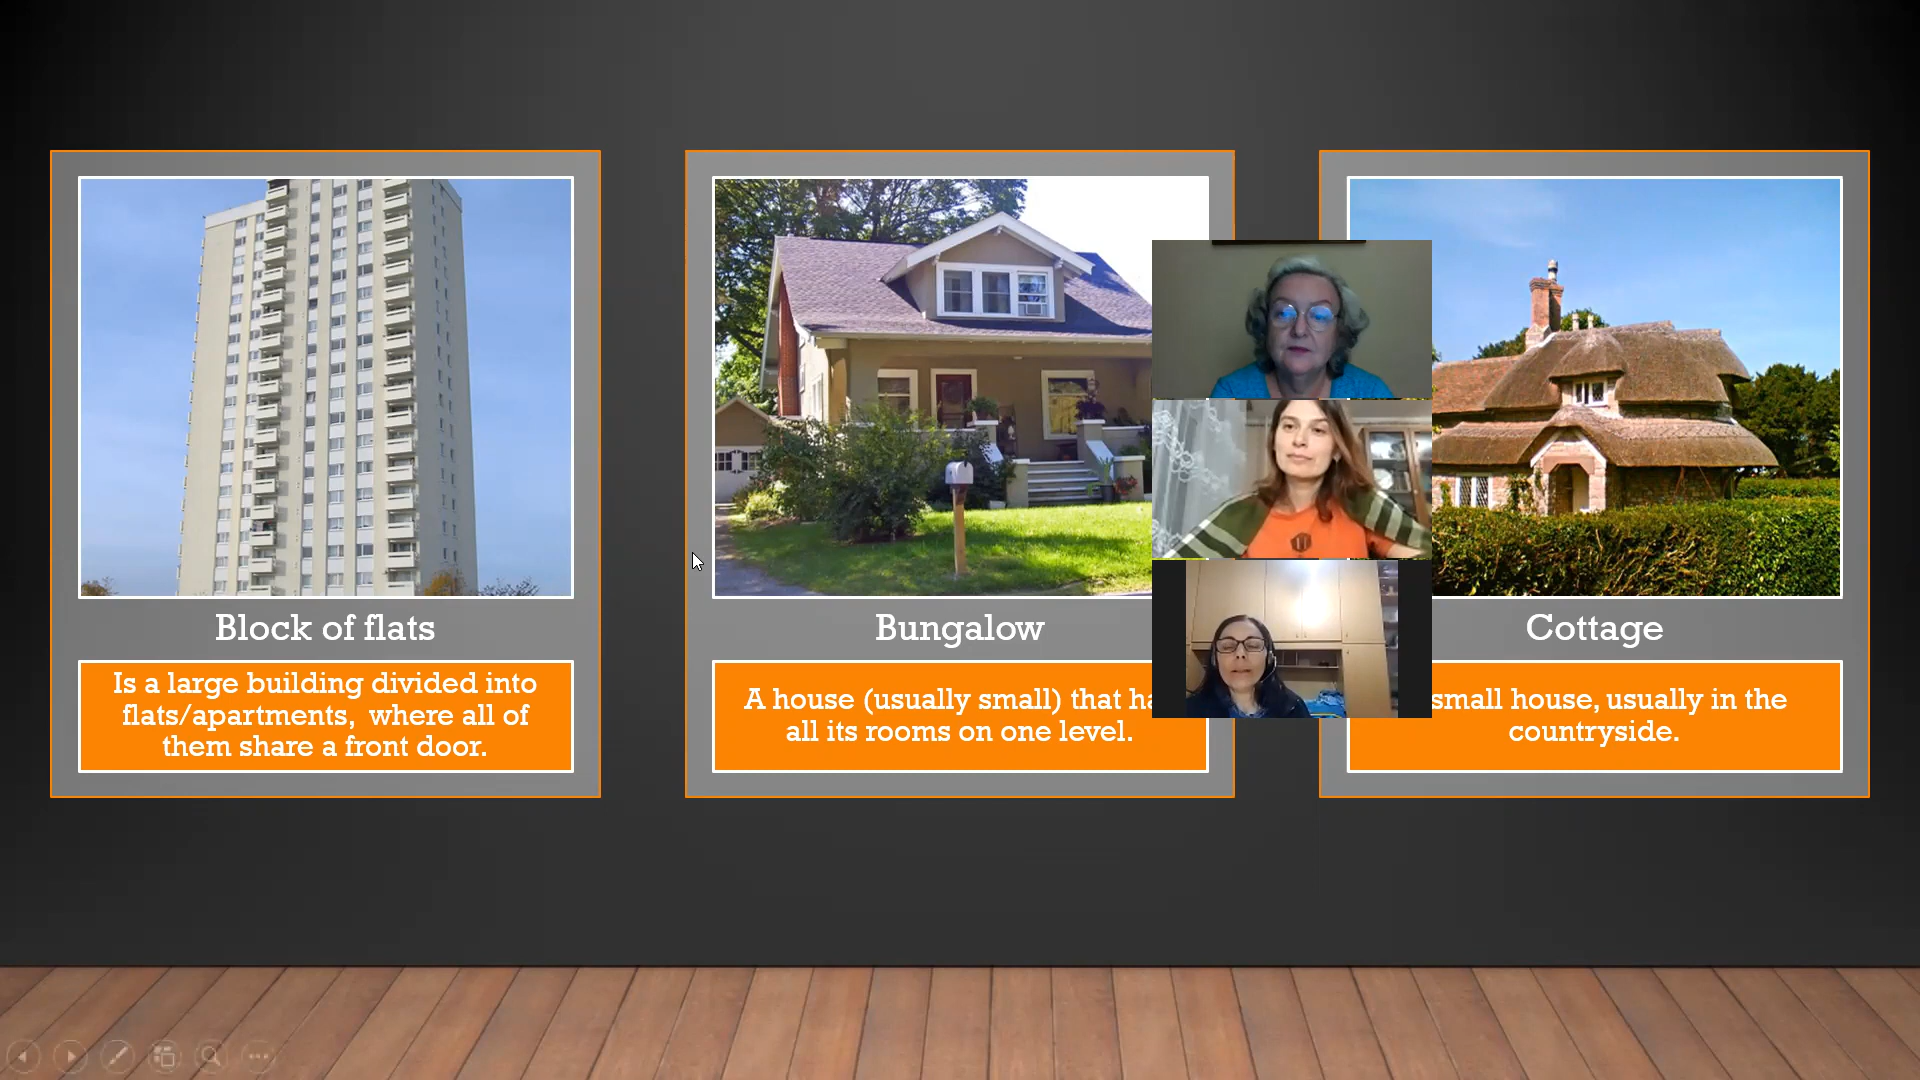 Block of flats
Is a large building divided into
flats/apartments, where all of
them share a front door.
Bungalow
A house (usually small) that
all its rooms on one level.
Cottage
small house, usually in the
countryside.